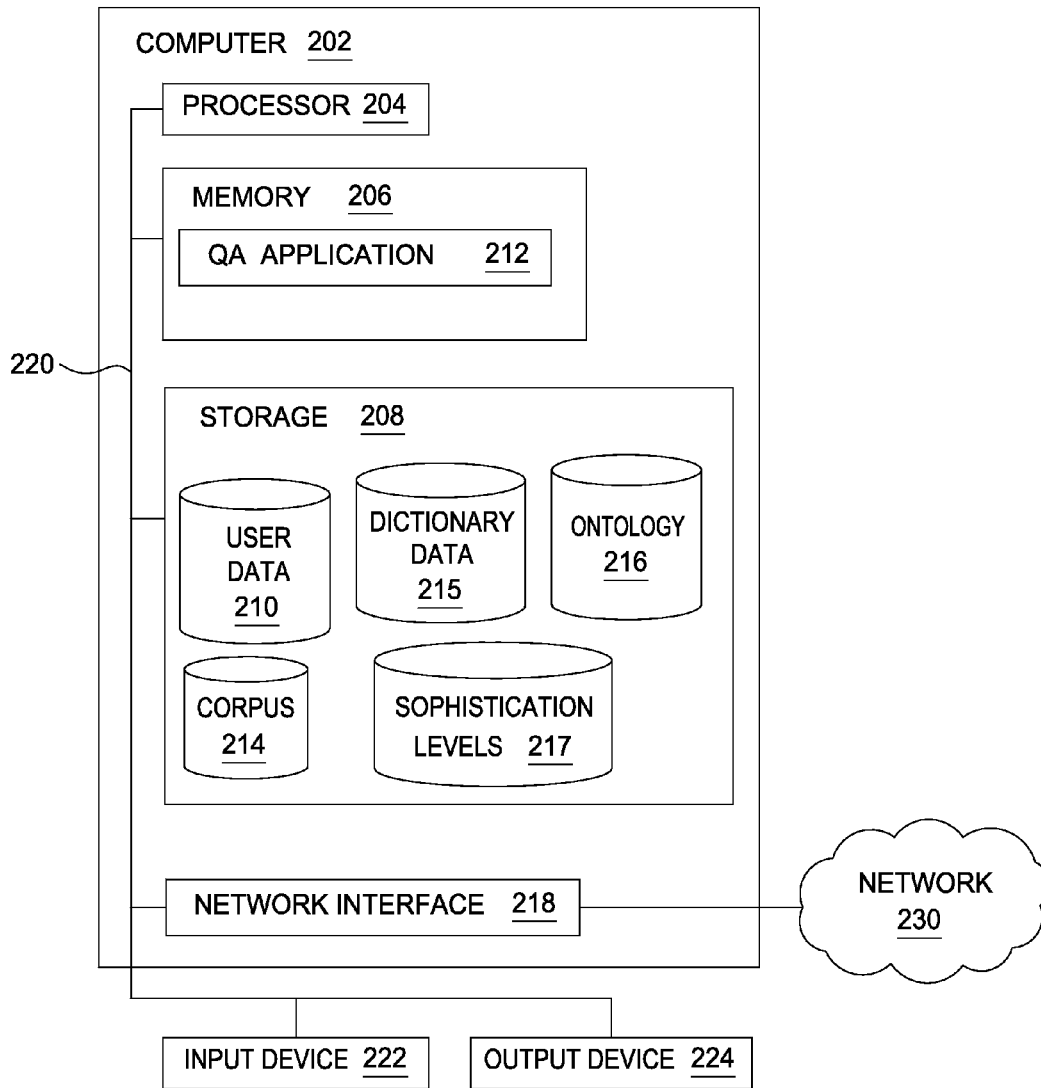 COMPUTER 202
PROCESSOR 204
MEMORY 206
QA APPLICATION 212
220
STORAGE 208
USER
DATA
210
DICTIONARY
DATA
215
ONTOLOGY
216
CORPUS
214
SOPHISTICATION
LEVELS 217
NETWORK INTERFACE 218
NETWORK
230
INPUT DEVICE 222
OUTPUT DEVICE 224